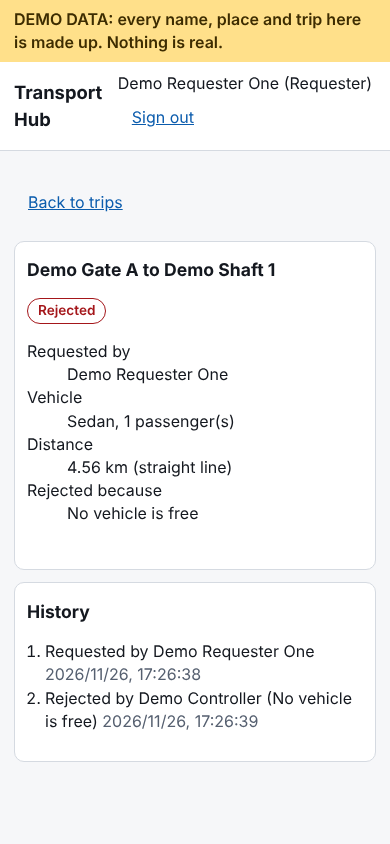 DEMO DATA: every name, place and trip here
is made up. Nothing is real.
Transport
Hub
Demo Requester One (Requester)
Sign out
Back to trips
Demo Gate A to Demo Shaft 1
Rejected
Requested by
Demo Requester One
Vehicle
Sedan, 1 passenger(s)
Distance
4.56 km (straight line)
Rejected because
No vehicle is free
History
1. Requested by Demo Requester One
2026/11/26, 17:26:38
2. Rejected by Demo Controller (No vehicle
is free) 2026/11/26, 17:26:39